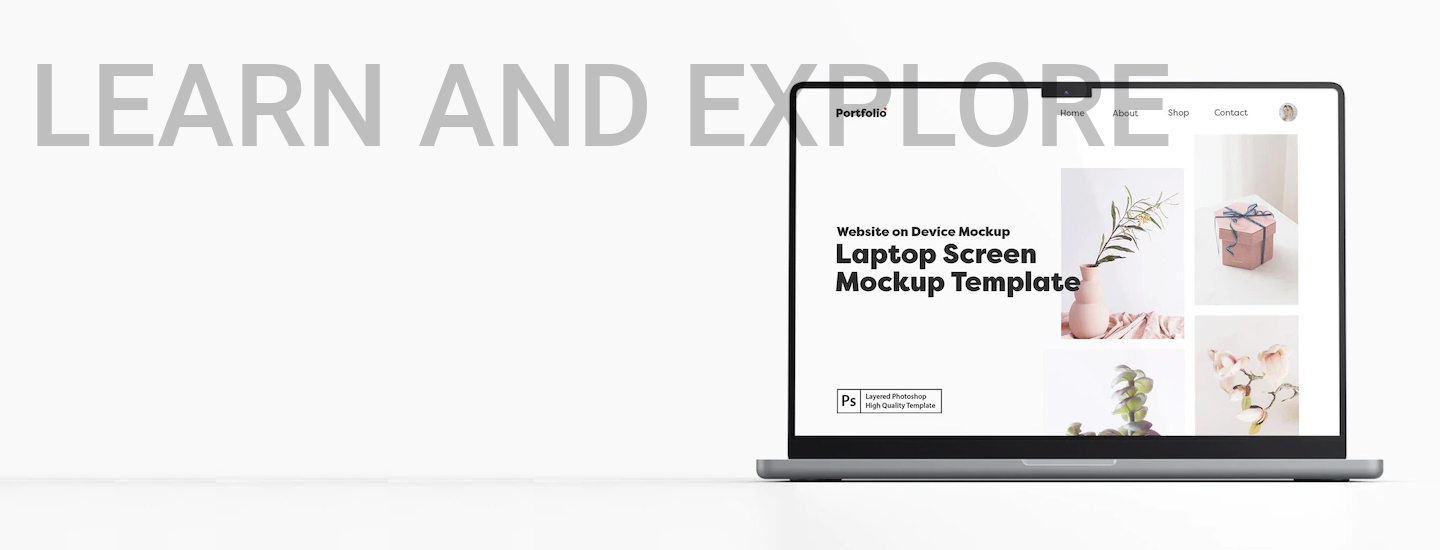 LEARN AND EXPLORE
Portfolio
Home About Shop Contact
Website on Device Mockup
Laptop Screen
Mockup Template
Ps
Layered Photoshop
High Quality Template